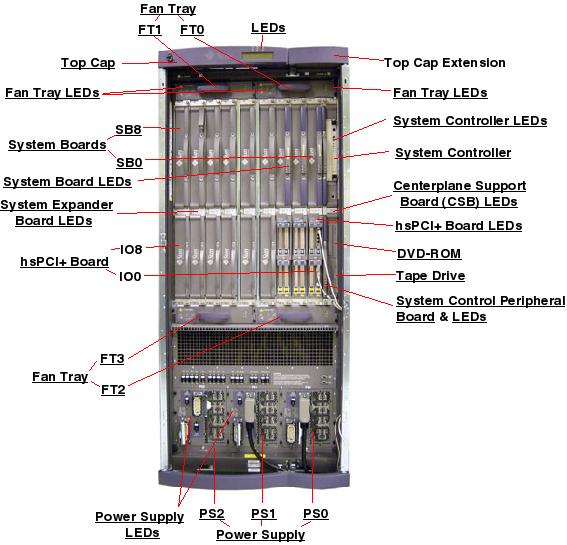 Fan Tray
FT1 FT0
LEDs
Top Cap
Top Cap Extension
Fan Tray LEDs
Fan Tray LEDs
SB8
System Controller LEDs
System Boards
SB0
System Controller
System Board LEDs
Centerplane Support
Board (CSB) LEDs
System Expander
Board LEDs
hsPCI+ Board LEDs
IO8
DVD-ROM
hsPCI+ Board
IO0
Tape Drive
System Control Peripheral
Board & LEDs
FT3
Fan Tray
FT2
PS2 PS1 PS0
Power Supply
LEDs
Power Supply